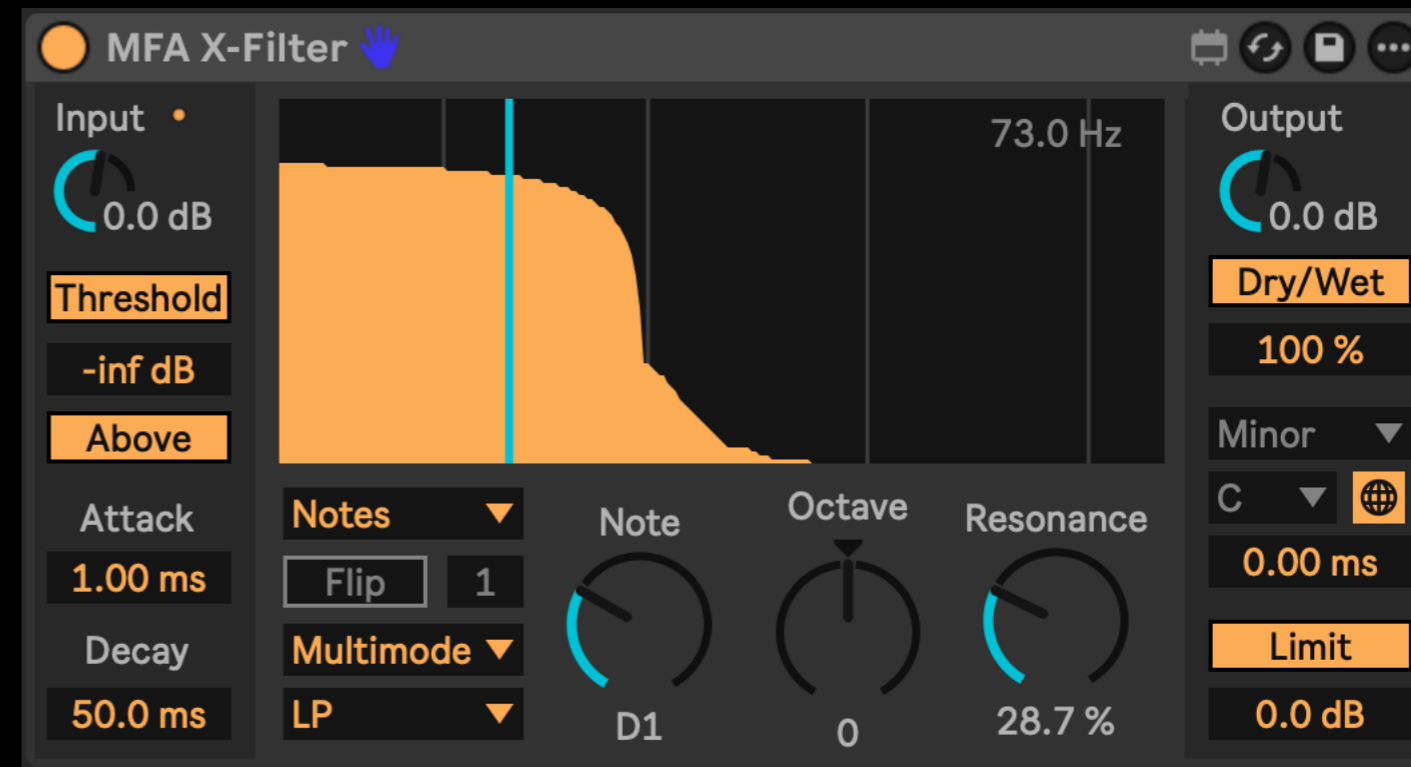 MFA X-Filter
Input
0.0 dB
Threshold
-inf dB
Above
Attack
1.00 ms
Decay
50.0 ms
73.0 Hz
Notes
Flip 1
Multimode
LP
Note
D1
Octave
0
Resonance
28.7 %
Output
0.0 dB
Dry/Wet
100 %
Minor
C
0.00 ms
Limit
0.0 dB